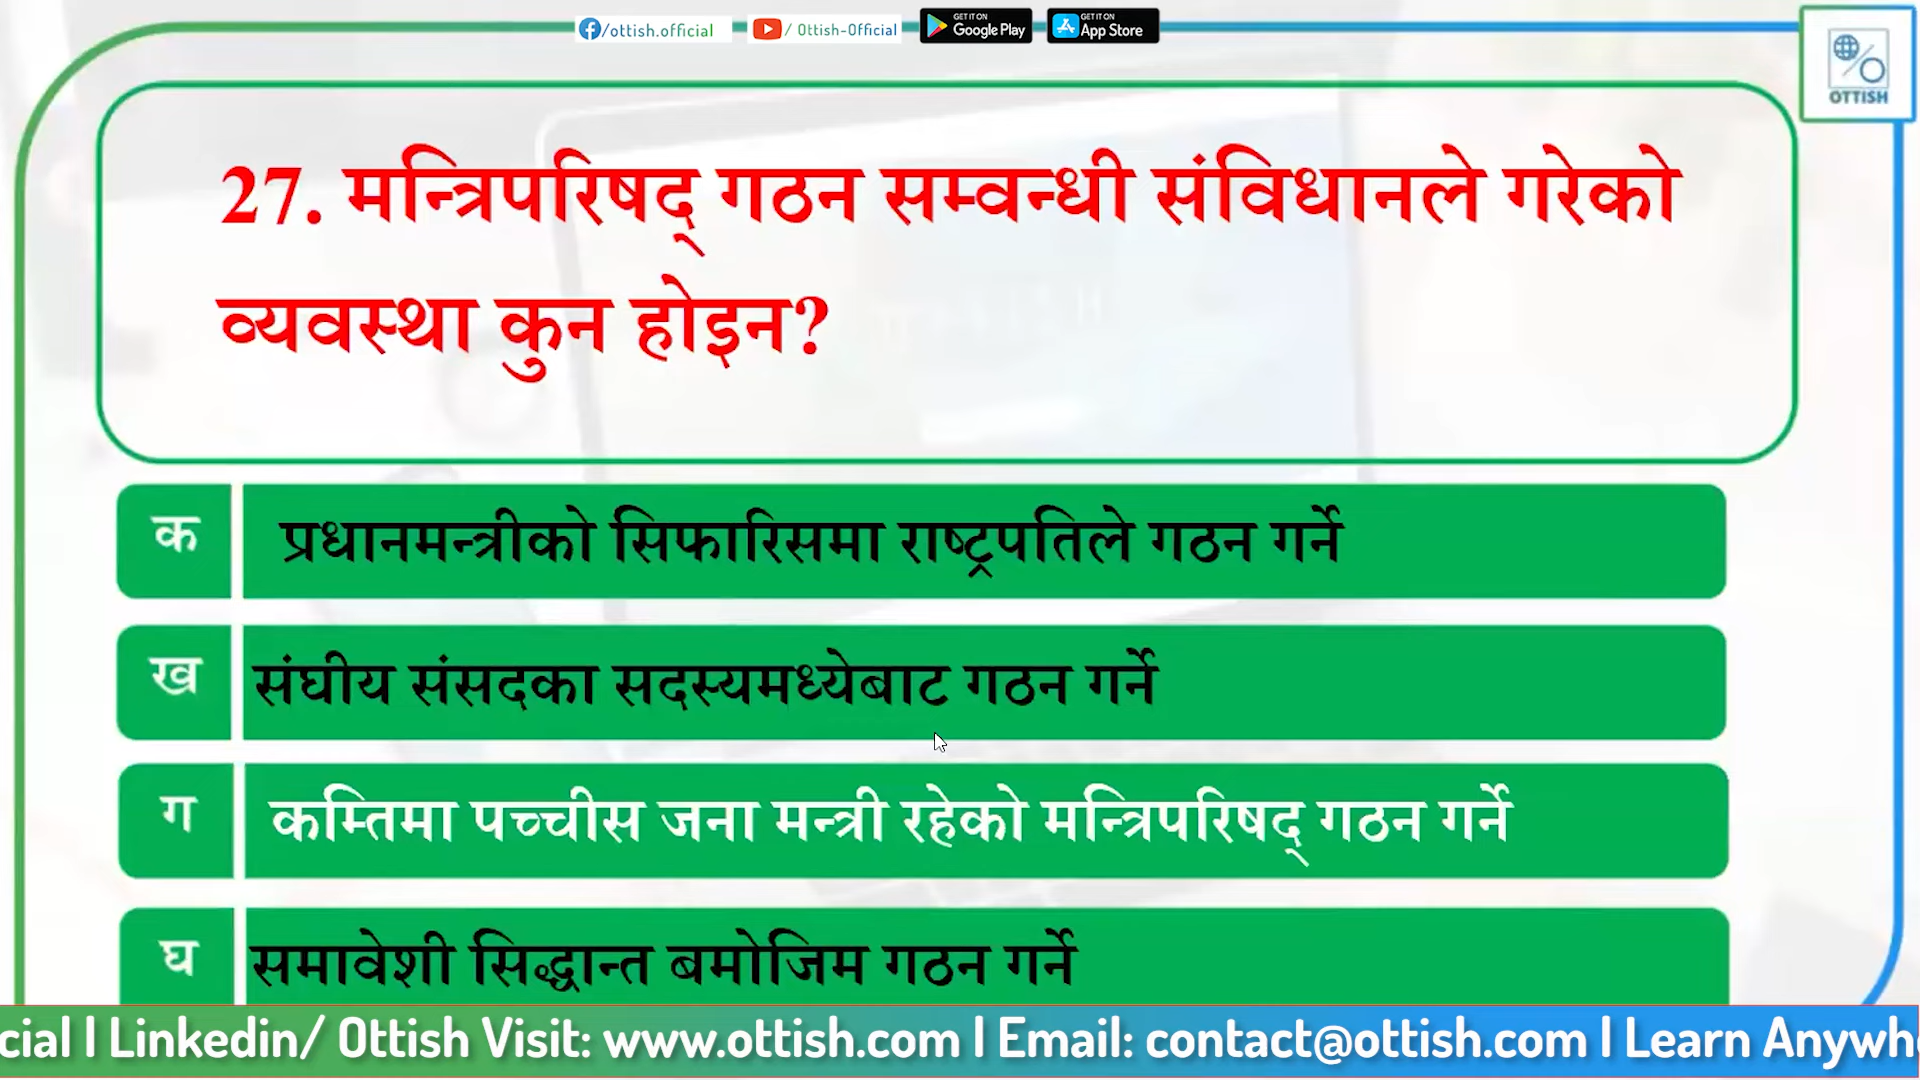 /ottish.official
/ Ottish-Official
GET IT ON
Google Play
GET IT ON
App Store
OTTISH
27. मन्त्रिपरिषद् गठन सम्वन्धी संविधानले गरेको
व्यवस्था कुन होइन?
क प्रधानमन्त्रीको सिफारिसमा राष्ट्रपतिले गठन गर्ने
ख संघीय संसदका सदस्यमध्येबाट गठन गर्ने
ग कम्तिमा पच्चीस जना मन्त्री रहेको मन्त्रिपरिषद् गठन गर्ने
घ समावेशी सिद्धान्त बमोजिम गठन गर्ने
cial | Linkedin/ Ottish Visit: www.ottish.com | Email: contact@ottish.com | Learn Anywh